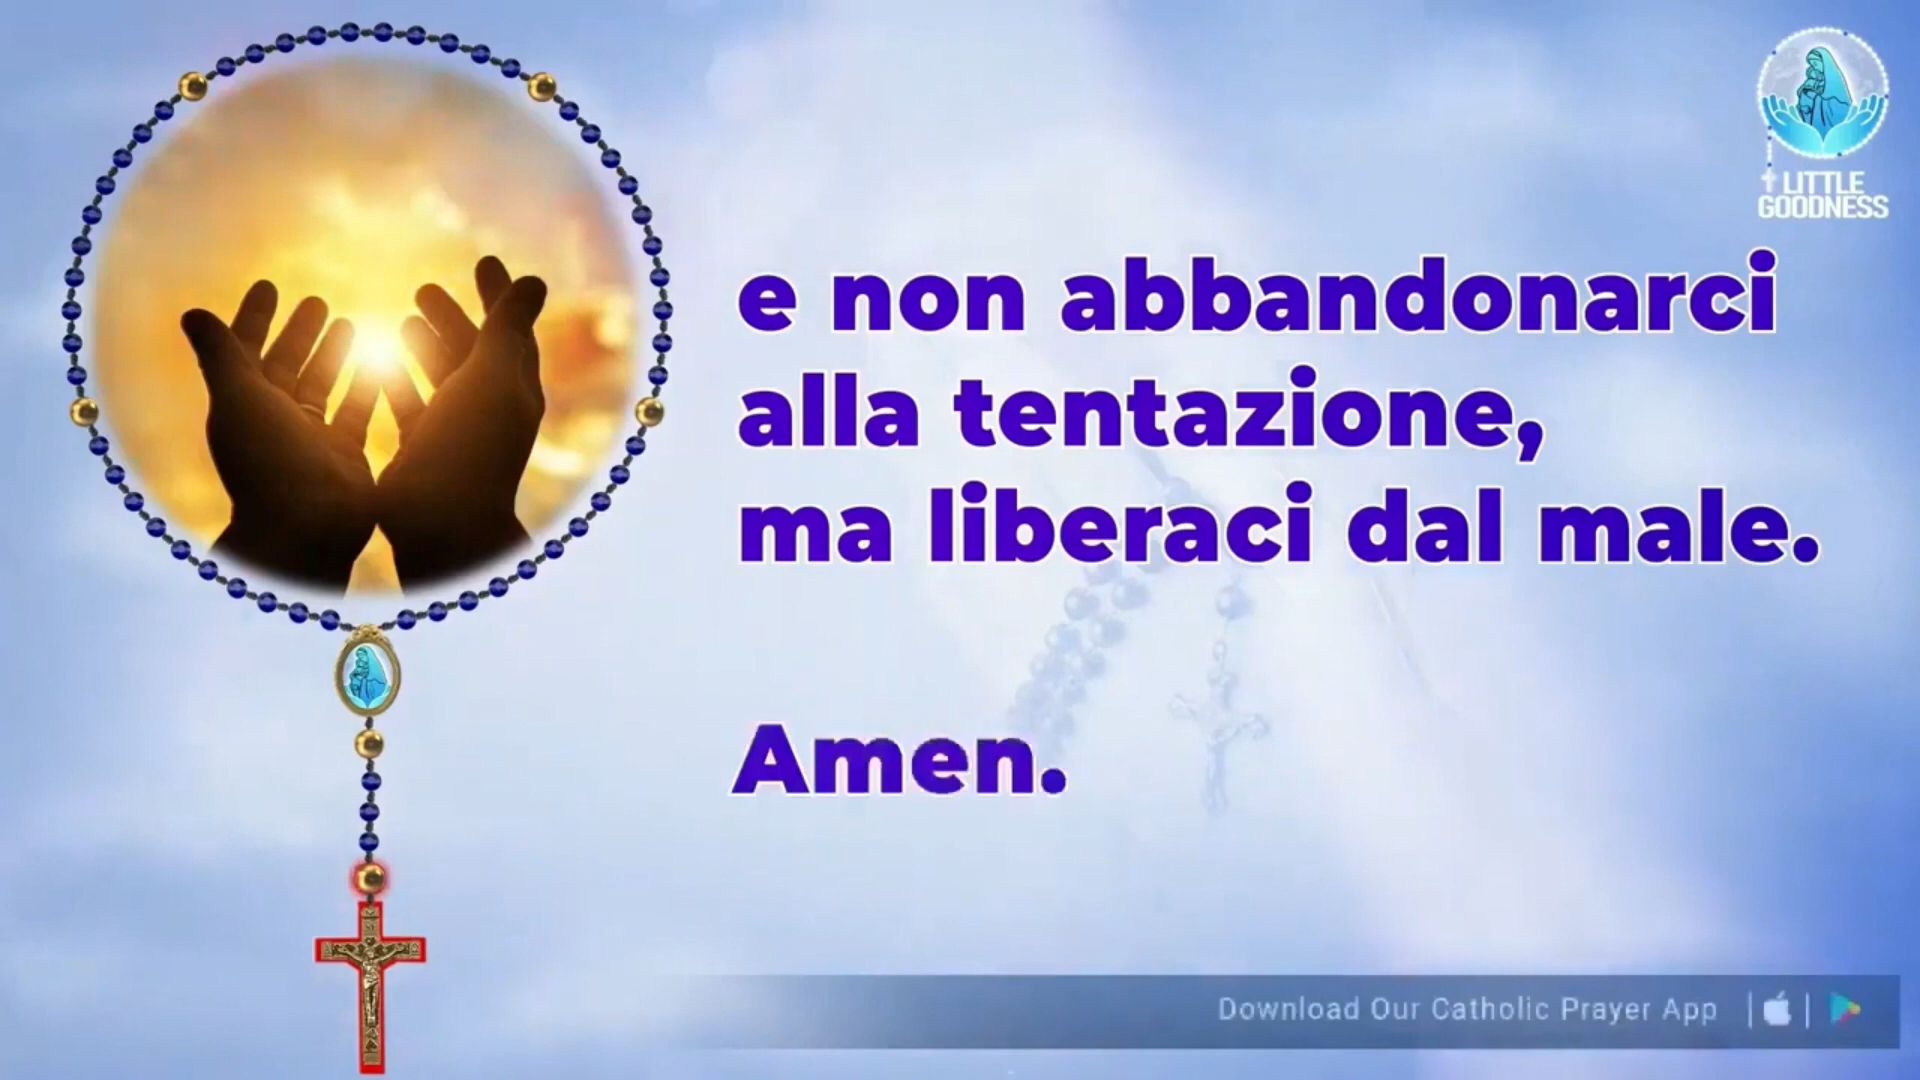 LITTLE
GOODNESS
e non abbandonarci
alla tentazione,
ma liberaci dal male.
Amen.
Download Our Catholic Prayer App